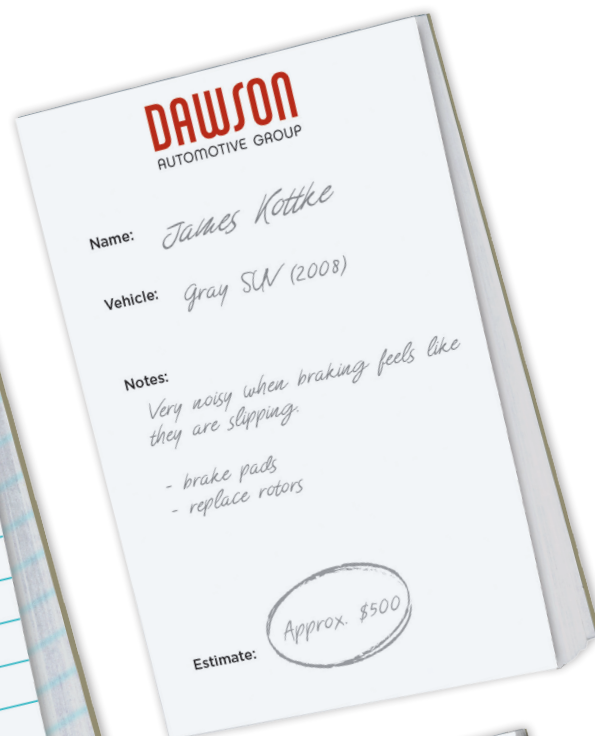 DAWSON
AUTOMOTIVE GROUP
Name: James Kottke
Vehicle: Gray SUV (2008)
Notes:
Very noisy when braking feels like
they are slipping.
- brake pads
- replace rotors
Estimate: Approx. $500